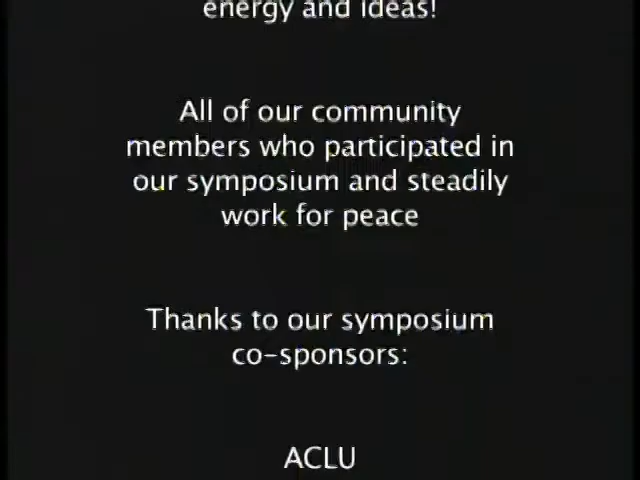 energy and ideas!
All of our community
members who participated in
our symposium and steadily
work for peace
Thanks to our symposium
co-sponsors:
ACLU